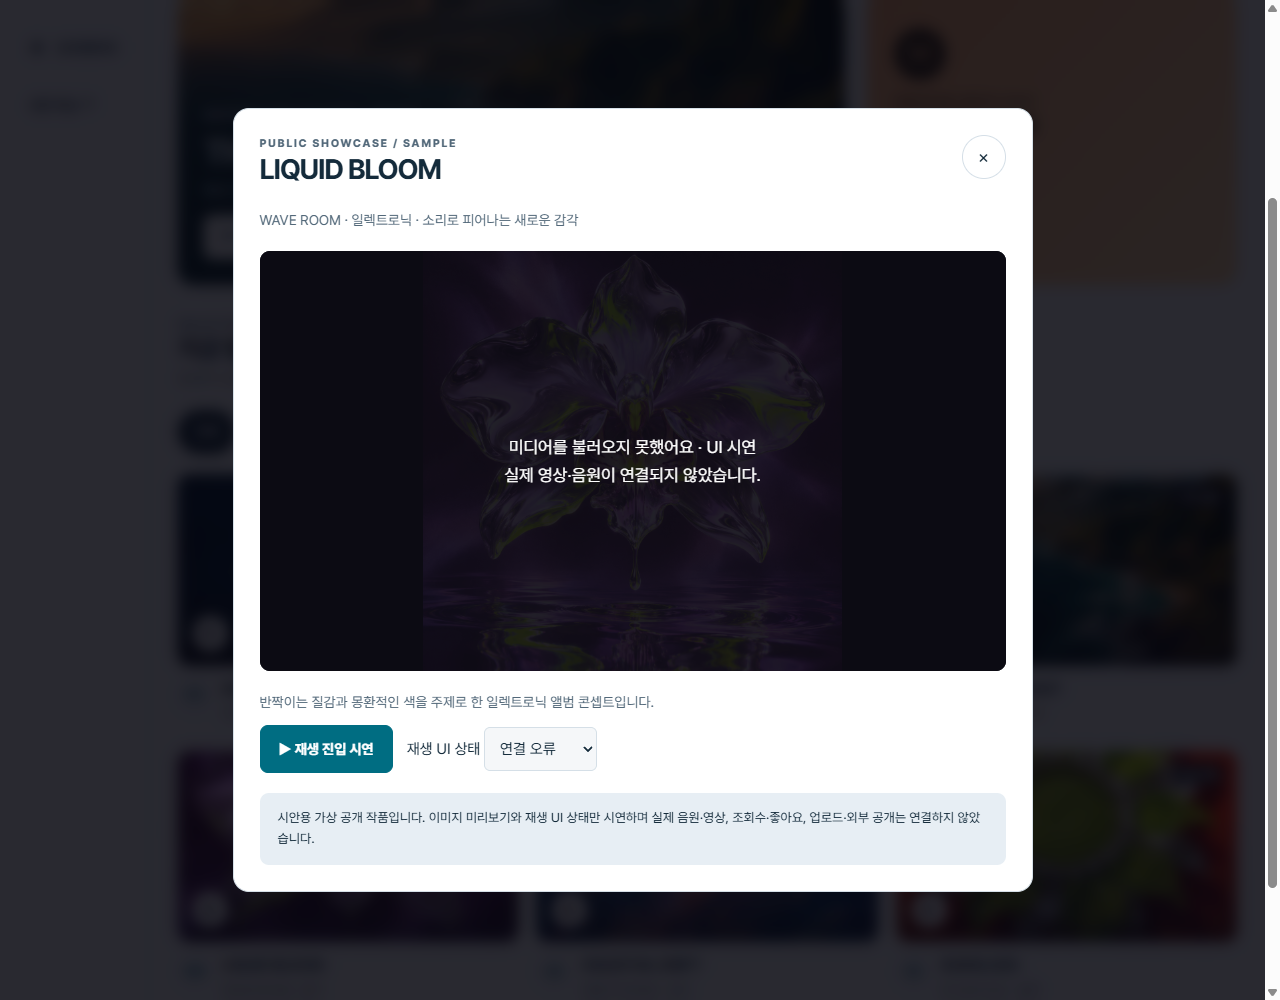 PUBLIC SHOWCASE / SAMPLE
LIQUID BLOOM
×
WAVE ROOM · 일렉트로닉 · 소리로 피어나는 새로운 감각
미디어를 불러오지 못했어요 · UI 시연
실제 영상·음원이 연결되지 않았습니다.
반짝이는 질감과 몽환적인 색을 주제로 한 일렉트로닉 앨범 콘셉트입니다.
▶ 재생 진입 시연 재생 UI 상태 연결 오류
시안용 가상 공개 작품입니다. 이미지 미리보기와 재생 UI 상태만 시연하며 실제 음원·영상, 조회수·좋아요, 업로드·외부 공개는 연결하지 않았
습니다.